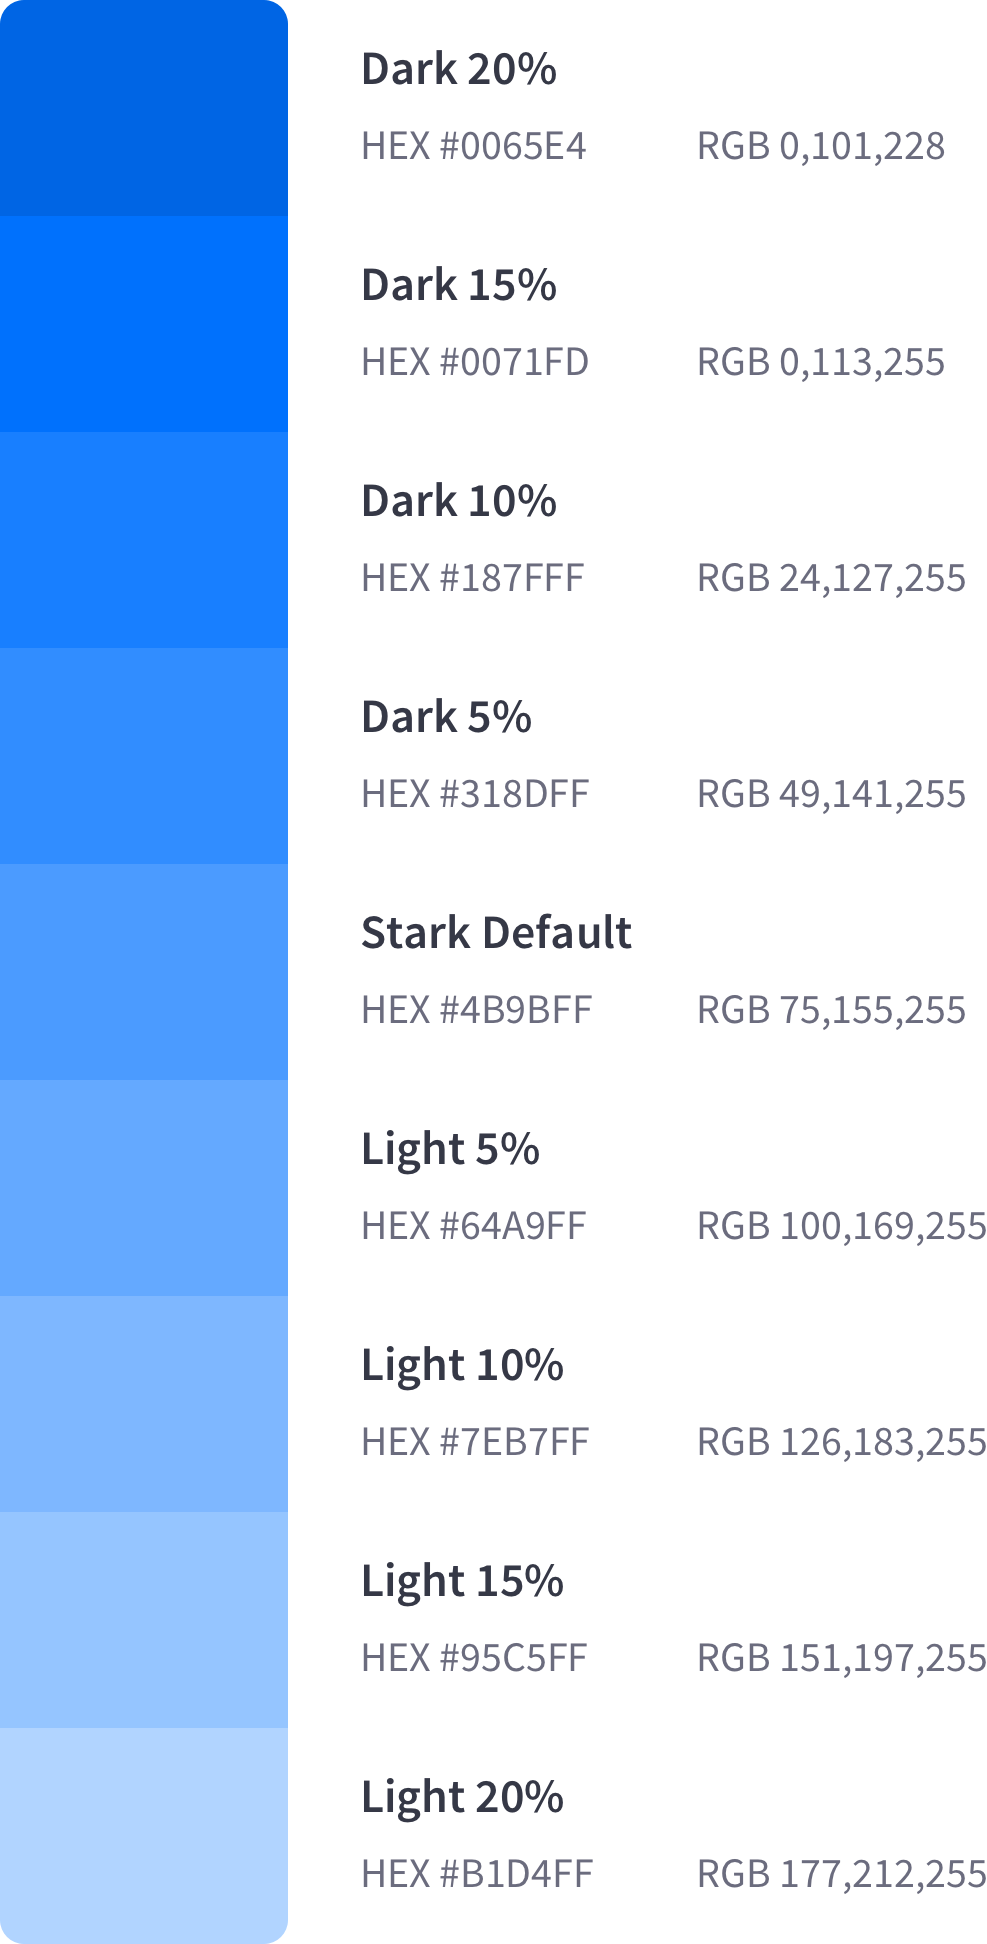 Dark 20%
HEX #0065E4 RGB 0,101,228
Dark 15%
HEX #0071FD RGB 0,113,255
Dark 10%
HEX #187FFF RGB 24,127,255
Dark 5%
HEX #318DFF RGB 49,141,255
Stark Default
HEX #4B9BFF RGB 75,155,255
Light 5%
HEX #64A9FF RGB 100,169,255
Light 10%
HEX #7EB7FF RGB 126,183,255
Light 15%
HEX #95C5FF RGB 151,197,255
Light 20%
HEX #B1D4FF RGB 177,212,255